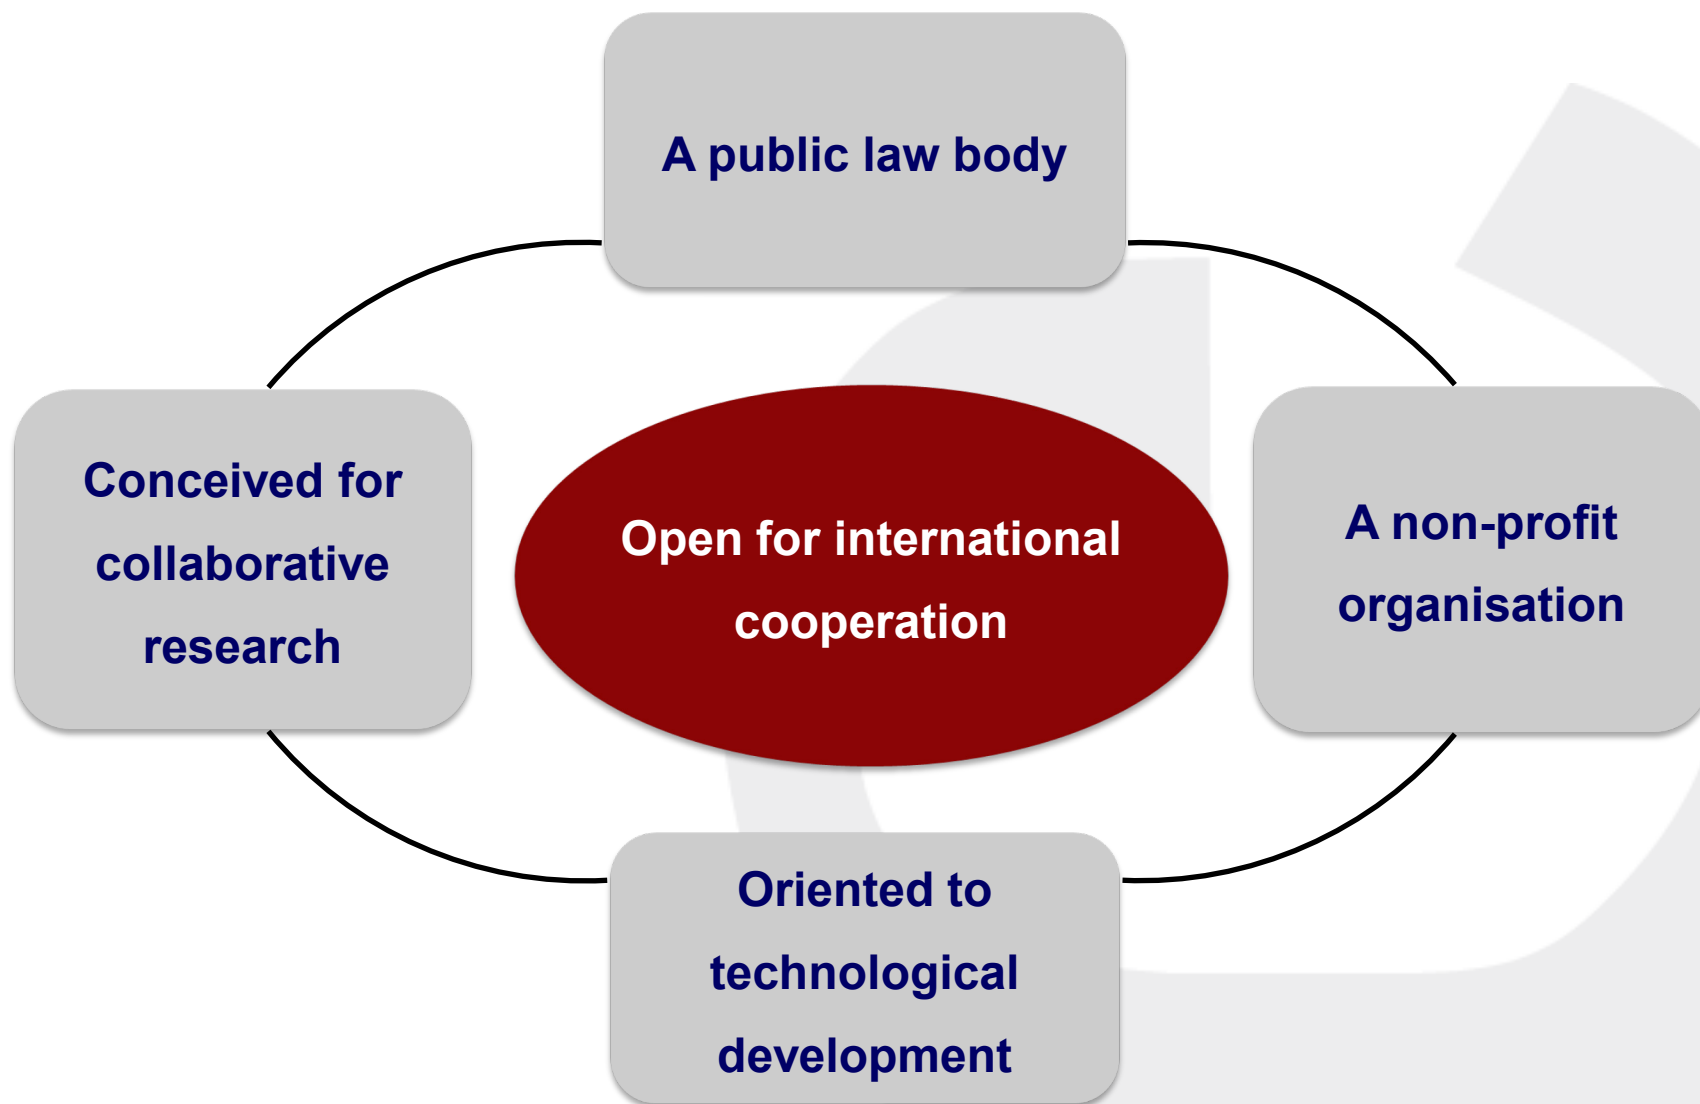 A public law body
Conceived for
collaborative
research
Open for international
cooperation
A non-profit
organisation
Oriented to
technological
development